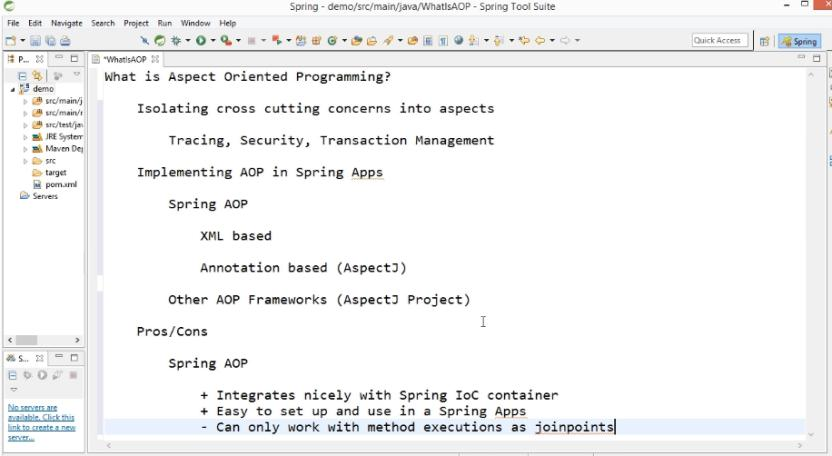 Spring - demo/src/main/java/WhatIsAOP - Spring Tool Suite
File Edit Navigate Search Project Run Window Help
Quick Access
Spring
P...
*WhatIsAOP
demo
src/main/j
src/main/r
src/test/jav
JRE System
Maven Dep
src
target
pom.xml
Servers
What is Aspect Oriented Programming?
Isolating cross cutting concerns into aspects
Tracing, Security, Transaction Management
Implementing AOP in Spring Apps
Spring AOP
XML based
Annotation based (AspectJ)
Other AOP Frameworks (AspectJ Project)
Pros/Cons
Spring AOP
+ Integrates nicely with Spring IoC container
+ Easy to set up and use in a Spring Apps
- Can only work with method executions as joinpoints
S...
No servers are
available. Click this
link to create a new
server...